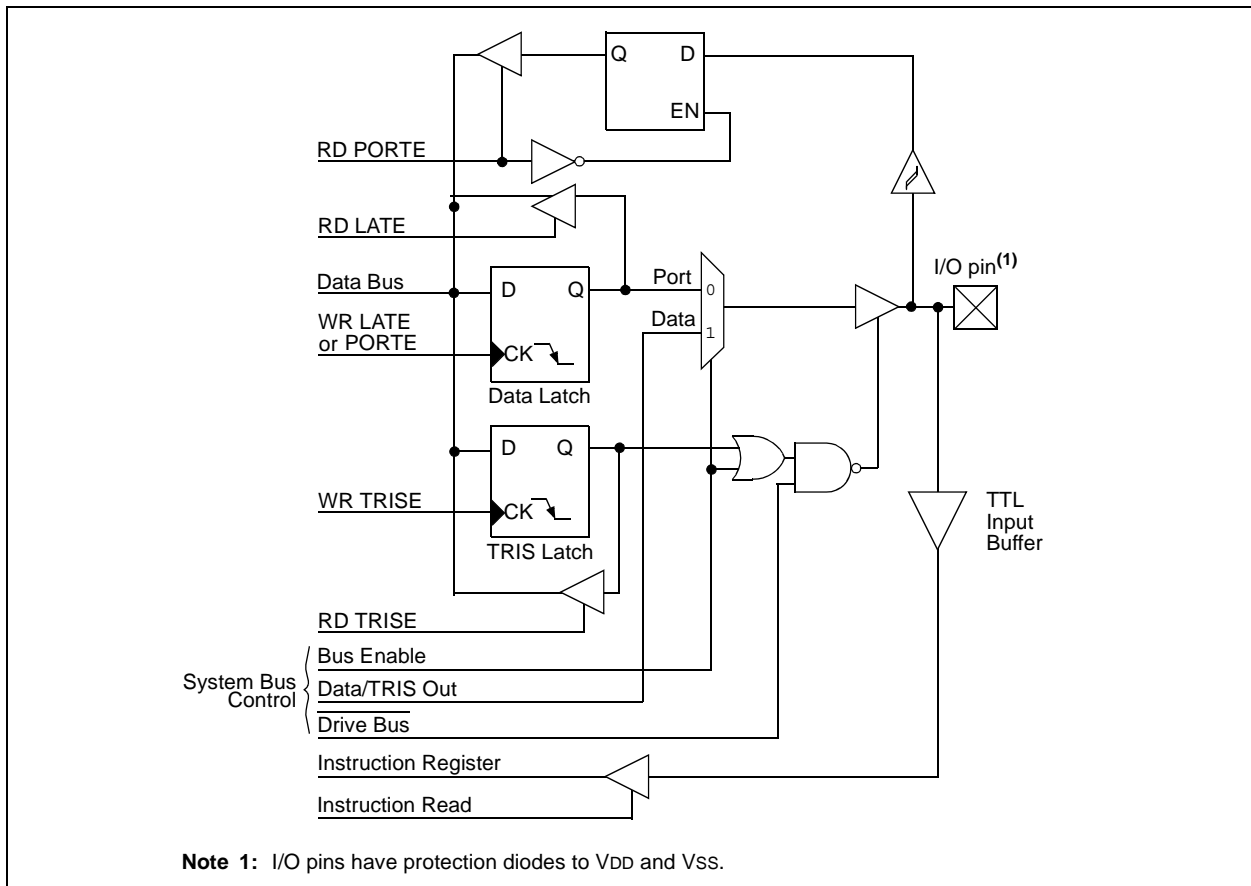 Q D
EN
RD PORTE
RD LATE
I/O pin(1)
Data Bus
D Q
Port
0
WR LATE
or PORTE
Data
1
CK
Data Latch
D Q
WR TRISE
CK
TRIS Latch
TTL
Input
Buffer
RD TRISE
System Bus
Control
Bus Enable
Data/TRIS Out
Drive Bus
Instruction Register
Instruction Read
Note 1: I/O pins have protection diodes to VDD and VSS.